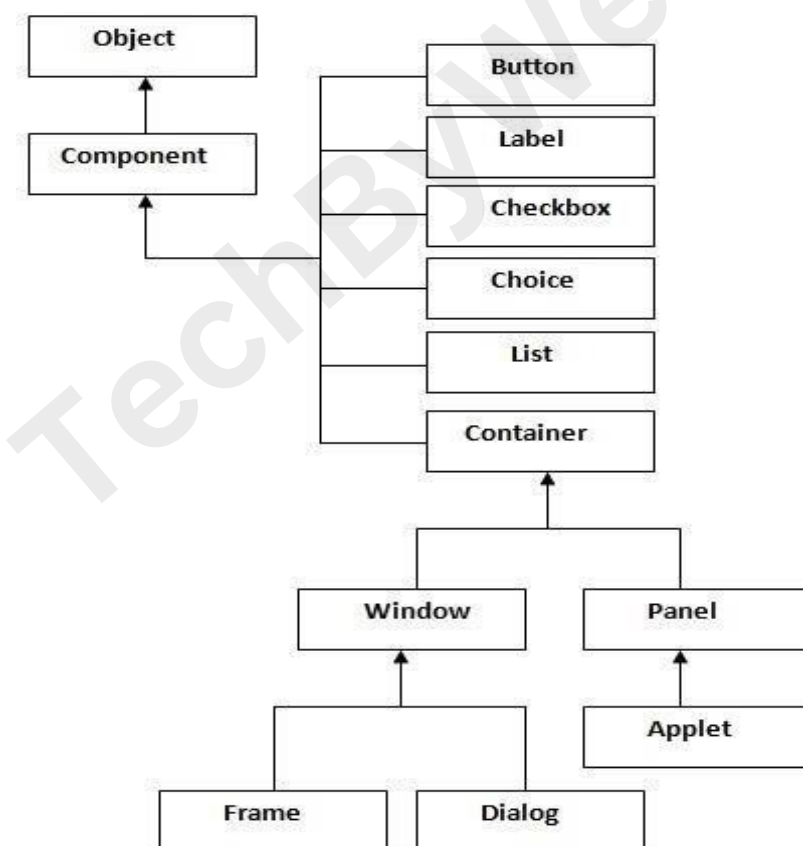 Object
Component
Button
Label
Checkbox
Choice
List
Container
Window
Panel
Applet
Frame
Dialog
TechByWe